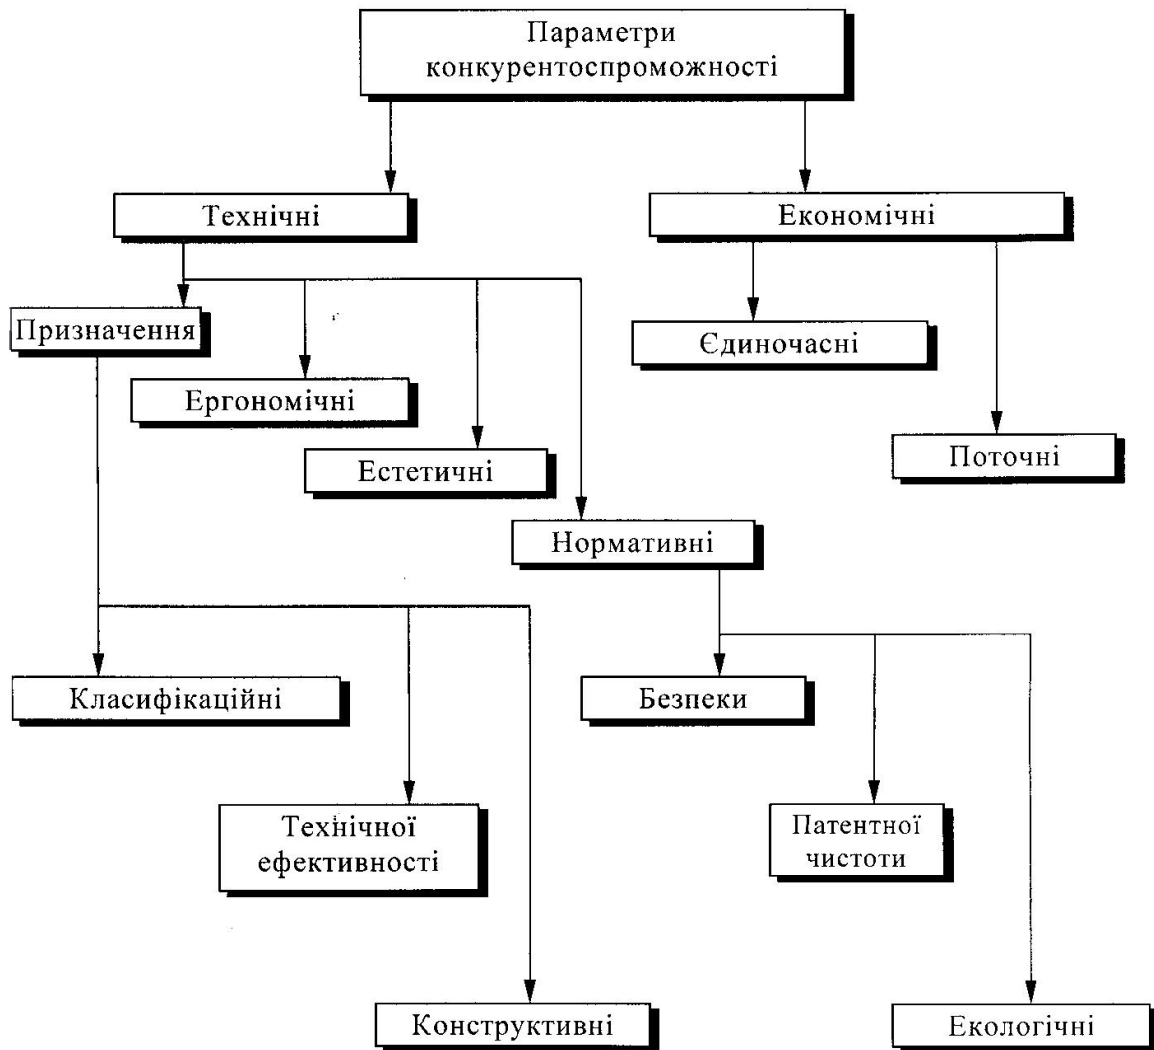 Параметри
конкурентоспроможності
Технічні
Економічні
Призначення
Єдиночасні
Ергономічні
Поточні
Естетичні
Нормативні
Класифікаційні
Безпеки
Технічної
ефективності
Патентної
чистоти
Конструктивні
Екологічні